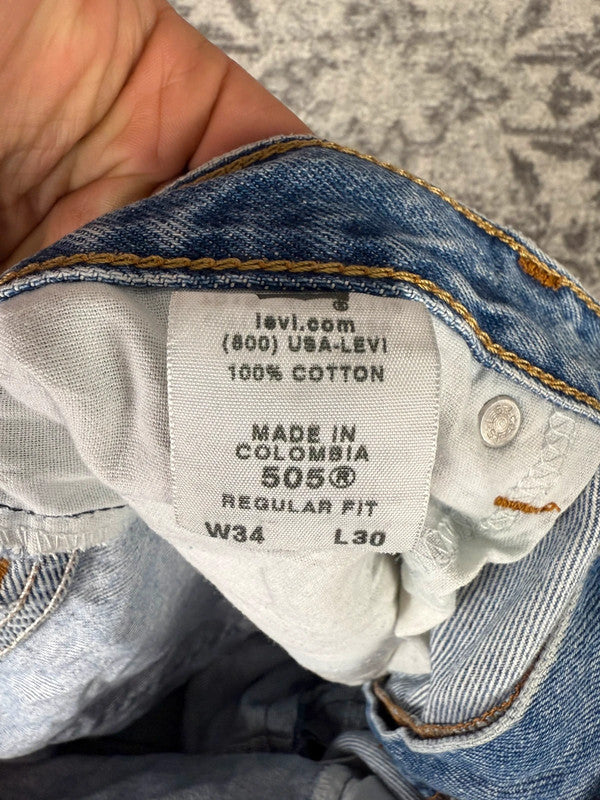 ®
levi.com
(800) USA-LEVI
100% COTTON
MADE IN
COLOMBIA
505®
REGULAR FIT
W34 L30